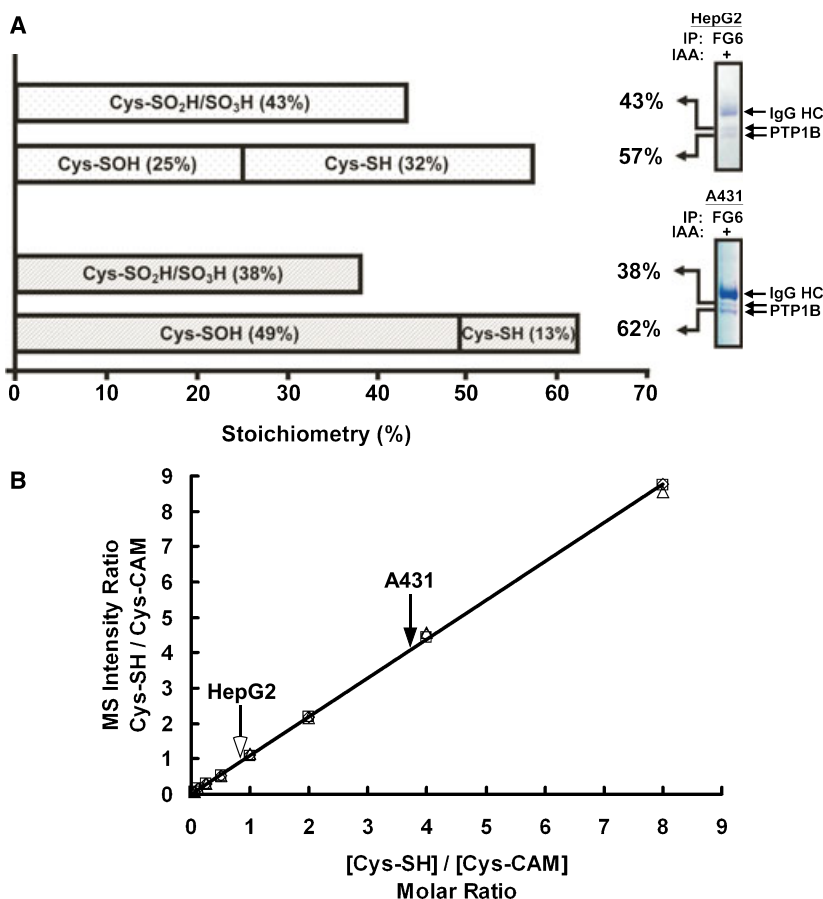 A
Cys-SO₂H/SO₃H (43%)
Cys-SOH (25%)
Cys-SH (32%)
Cys-SO₂H/SO₃H (38%)
Cys-SOH (49%)
Cys-SH (13%)
0 10 20 30 40 50 60 70
Stoichiometry (%)
HepG2
IP: FG6
IAA: +
43%
57%
IgG HC
PTP1B
A431
IP: FG6
IAA: +
38%
62%
IgG HC
PTP1B
B
MS Intensity Ratio
Cys-SH / Cys-CAM
9
8
7
6
5
4
3
2
1
0
A431
HepG2
0 1 2 3 4 5 6 7 8 9
[Cys-SH] / [Cys-CAM]
Molar Ratio